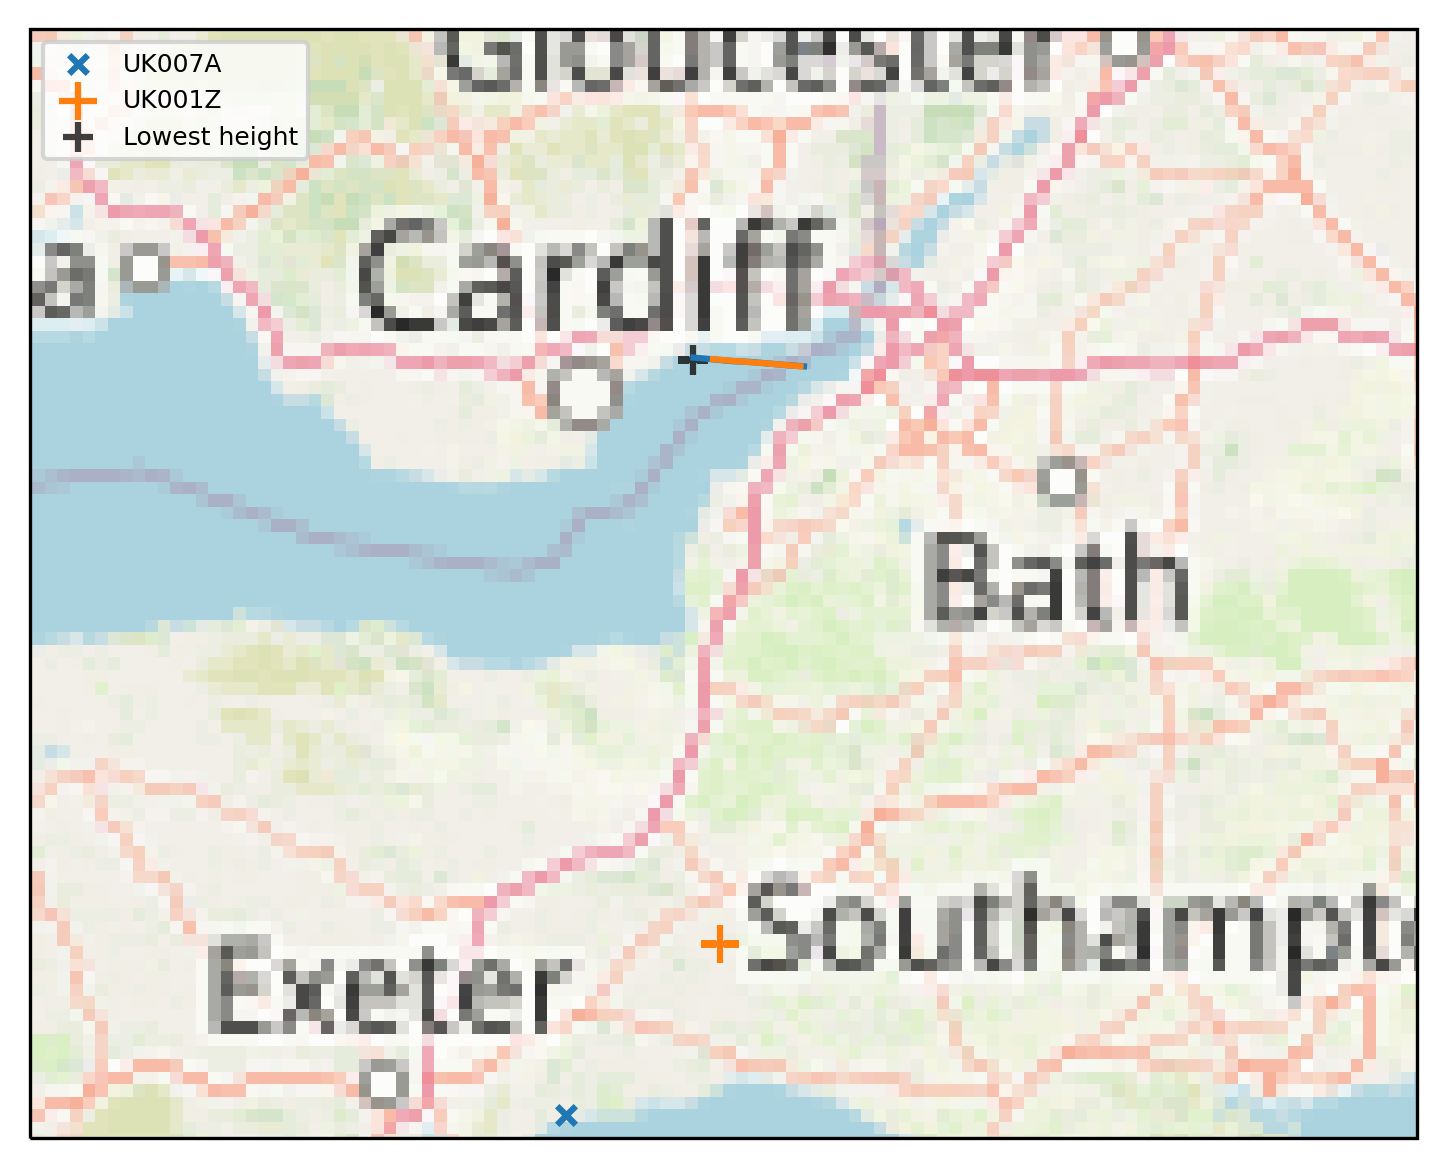 UK007A
UK001Z
Lowest height
Gloucester
Cardiff
a
Bath
Southampt
Exeter